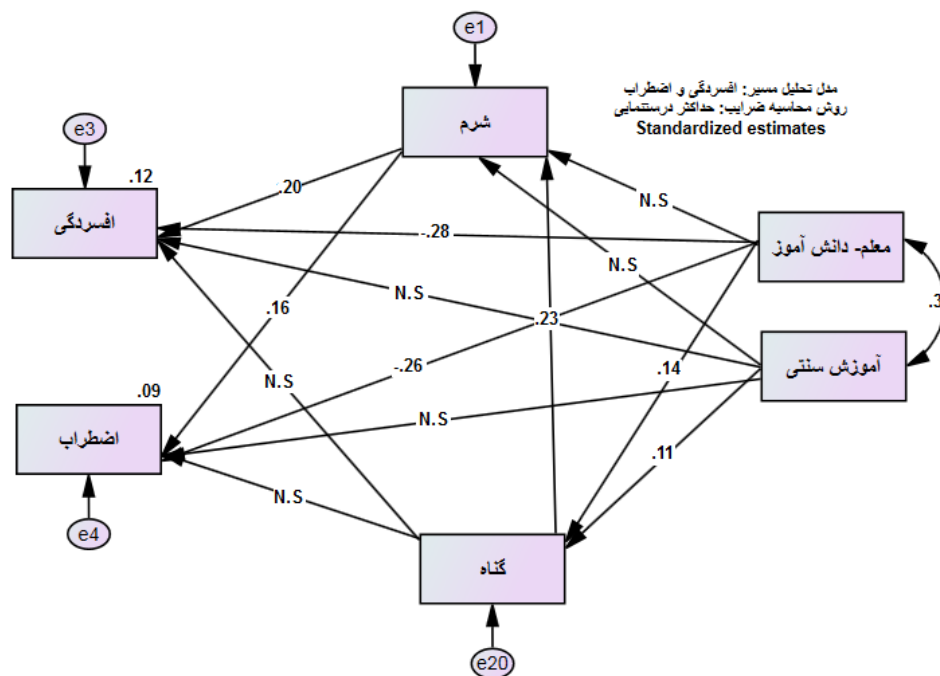 e1
مدل تحلیل مسیر: افسردگی و اضطراب
روش محاسبه ضرایب: حداکثر درستنمایی
Standardized estimates
شرم
e3
.12
افسردگی
.20
N.S
-.28
معلم- دانش آموز
N.S
N.S
.3
.16
.23
آموزش سنتی
-.26
.14
N.S
.09
اضطراب
N.S
.11
N.S
e4
گناه
e20